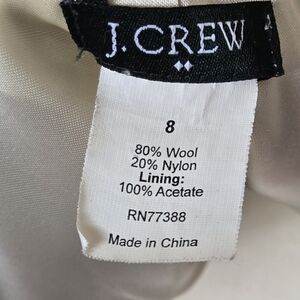 J.CREW
8
80% Wool
20% Nylon
Lining:
100% Acetate
RN77388
Made in China